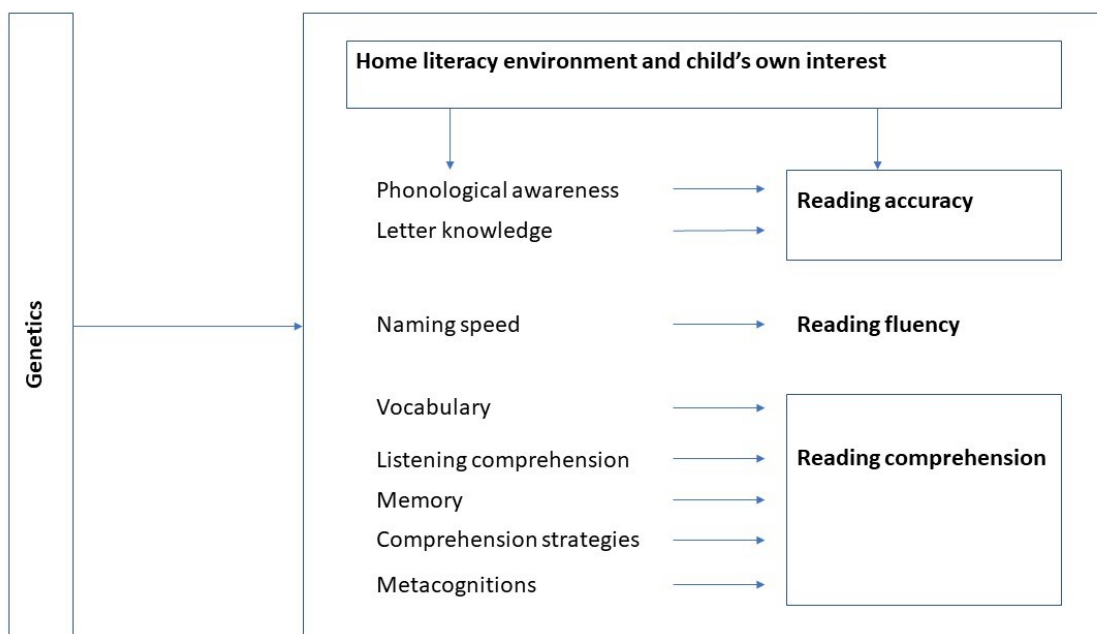 Home literacy environment and child's own interest
Phonological awareness
Reading accuracy
Letter knowledge
Genetics
Naming speed
Reading fluency
Vocabulary
Listening comprehension
Reading comprehension
Memory
Comprehension strategies
Metacognitions